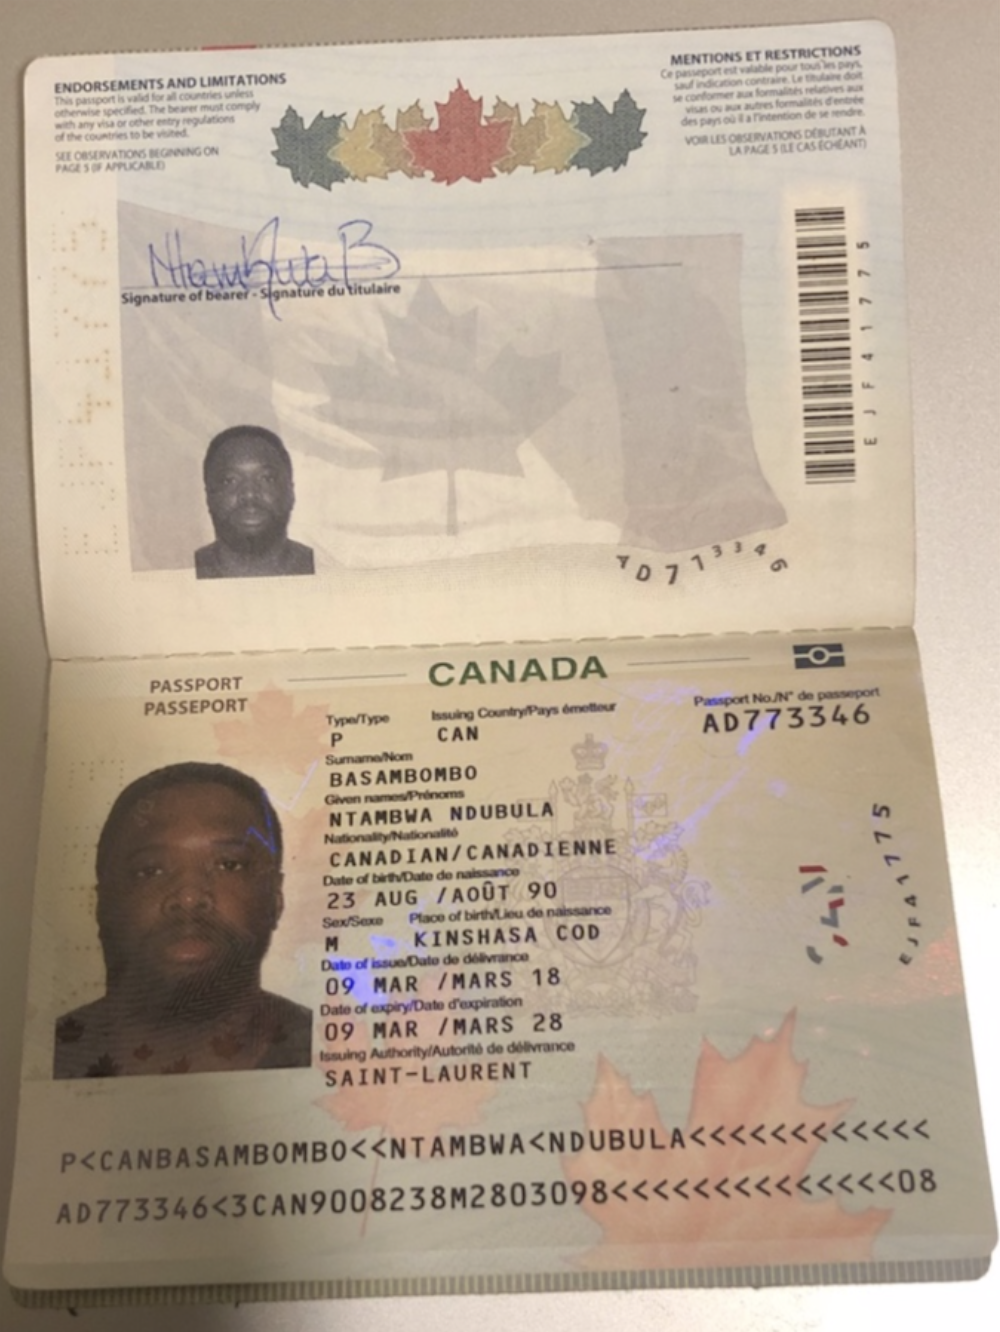 ENDORSEMENTS AND LIMITATIONS
This passport is valid for all countries unless
otherwise specified. The bearer must comply
with any visa or other entry regulations
of the countries to be visited.
SEE OBSERVATIONS BEGINNING ON
PAGE 5 (IF APPLICABLE)
MENTIONS ET RESTRICTIONS
Ce passeport est valable pour tous les pays,
sauf indication contraire. Le titulaire doit
se conformer aux formalités relatives aux
visas ou aux autres formalités d'entrée
des pays où il a l'intention de se rendre.
VOIR LES OBSERVATIONS DÉBUTANT À
LA PAGE 5 (LE CAS ÉCHÉANT)
Ntambwa B
Signature of bearer - Signature du titulaire
EJF41775
AD773346
PASSPORT
PASSEPORT
CANADA
Type/Type
P
Issuing Country/Pays émetteur
CAN
Passport No./N° de passeport
AD773346
Surname/Nom
BASAMBOMBO
Given names/Prénoms
NTAMBWA NDUBULA
Nationality/Nationalité
CANADIAN/CANADIENNE
Date of birth/Date de naissance
23 AUG /AOÛT 90
Sex/Sexe Place of birth/Lieu de naissance
M KINSHASA COD
Date of issue/Date de délivrance
09 MAR /MARS 18
Date of expiry/Date d'expiration
09 MAR /MARS 28
Issuing Authority/Autorité de délivrance
SAINT-LAURENT
EJFA1775
P<CANBASAMBOMBO<<NTAMBWA<NDUBULA<<<<<<<<<<<<
AD773346<3CAN9008238M2803098<<<<<<<<<<<<<<08